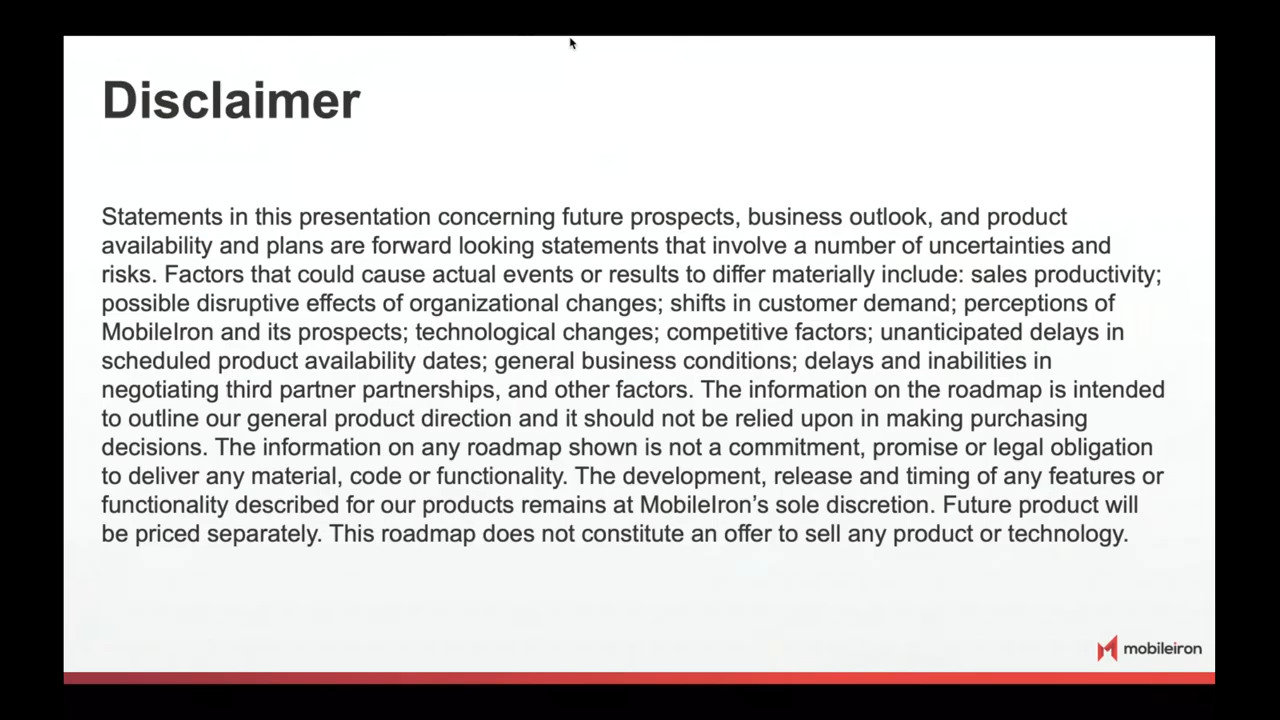 Disclaimer
Statements in this presentation concerning future prospects, business outlook, and product
availability and plans are forward looking statements that involve a number of uncertainties and
risks. Factors that could cause actual events or results to differ materially include: sales productivity;
possible disruptive effects of organizational changes; shifts in customer demand; perceptions of
MobileIron and its prospects; technological changes; competitive factors; unanticipated delays in
scheduled product availability dates; general business conditions; delays and inabilities in
negotiating third partner partnerships, and other factors. The information on the roadmap is intended
to outline our general product direction and it should not be relied upon in making purchasing
decisions. The information on any roadmap shown is not a commitment, promise or legal obligation
to deliver any material, code or functionality. The development, release and timing of any features or
functionality described for our products remains at MobileIron’s sole discretion. Future product will
be priced separately. This roadmap does not constitute an offer to sell any product or technology.
mobileiron